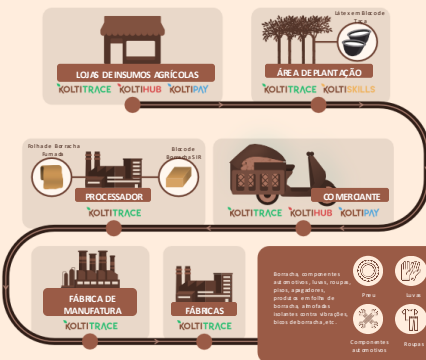 Látex em Bloco de
Taça
LOJAS DE INSUMOS AGRÍCOLAS
KOLTITRACE KOLTIHUB KOLTIPAY
ÁREA DE PLANTAÇÃO
KOLTITRACE KOLTISKILLS
Folha de Borracha
Fumada
Bloco de
Borracha SIR
PROCESSADOR
KOLTITRACE
COMERCIANTE
KOLTITRACE KOLTIHUB KOLTIPAY
FÁBRICA DE
MANUFATURA
KOLTITRACE
FÁBRICAS
KOLTITRACE
Borracha, componentes
automotivos, luvas, roupas,
pisos, apagadores,
produtos em folha de
borracha, almofadas
isolantes contra vibrações,
bicos de borracha, etc.
Pneu
Luvas
Componentes
automotivos
Roupas